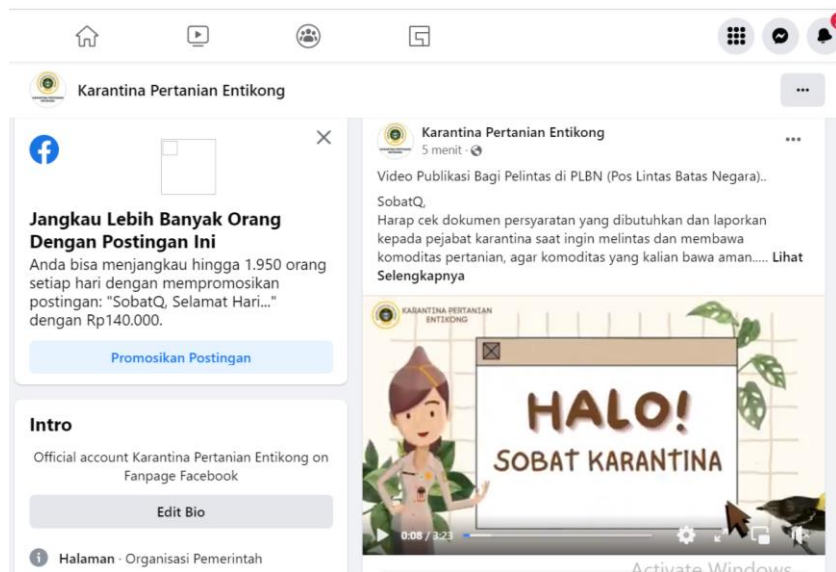 Karantina Pertanian Entikong
Jangkau Lebih Banyak Orang
Dengan Postingan Ini
Anda bisa menjangkau hingga 1.950 orang
setiap hari dengan mempromosikan
postingan: "SobatQ, Selamat Hari..."
dengan Rp140.000.
Promosikan Postingan
Intro
Official account Karantina Pertanian Entikong on
Fanpage Facebook
Edit Bio
Halaman · Organisasi Pemerintah
Karantina Pertanian Entikong
5 menit ·
Video Publikasi Bagi Pelintas di PLBN (Pos Lintas Batas Negara)..
SobatQ,
Harap cek dokumen persyaratan yang dibutuhkan dan laporkan
kepada pejabat karantina saat ingin melintas dan membawa
komoditas pertanian, agar komoditas yang kalian bawa aman..... Lihat
Selengkapnya
KARANTINA PERTANIAN
ENTIKONG
HALO!
SOBAT KARANTINA
0:08 / 3:23
Activate Windows